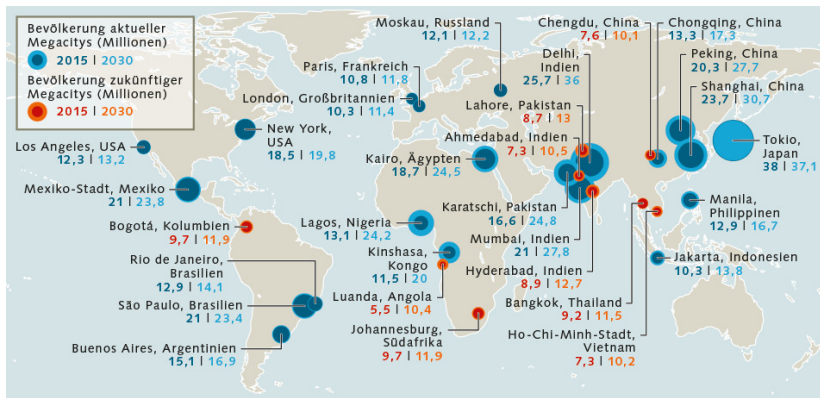 Bevölkerung aktueller
Megacitys (Millionen)
2015 | 2030
Bevölkerung zukünftiger
Megacitys (Millionen)
2015 | 2030
Moskau, Russland
12,1 | 12,2
Paris, Frankreich
10,8 | 11,8
London, Großbritannien
10,3 | 11,4
New York,
USA
18,5 | 19,8
Los Angeles, USA
12,3 | 13,2
Mexiko-Stadt, Mexiko
21 | 23,8
Bogotá, Kolumbien
9,7 | 11,9
Rio de Janeiro,
Brasilien
12,9 | 14,1
São Paulo, Brasilien
21 | 23,4
Buenos Aires, Argentinien
15,1 | 16,9
Kairo, Ägypten
18,7 | 24,5
Lagos, Nigeria
13,1 | 24,2
Kinshasa,
Kongo
11,5 | 20
Luanda, Angola
5,5 | 10,4
Johannesburg,
Südafrika
9,7 | 11,9
Chengdu, China
7,6 | 10,1
Delhi,
Indien
25,7 | 36
Lahore, Pakistan
8,7 | 13
Ahmedabad, Indien
7,3 | 10,5
Karatschi, Pakistan
16,6 | 24,8
Mumbai, Indien
21 | 27,8
Hyderabad, Indien
8,9 | 12,7
Bangkok, Thailand
9,2 | 11,5
Ho-Chi-Minh-Stadt,
Vietnam
7,3 | 10,2
Chongqing, China
13,3 | 17,3
Peking, China
20,3 | 27,7
Shanghai, China
23,7 | 30,7
Tokio,
Japan
38 | 37,1
Manila,
Philippinen
12,9 | 16,7
Jakarta, Indonesien
10,3 | 13,8